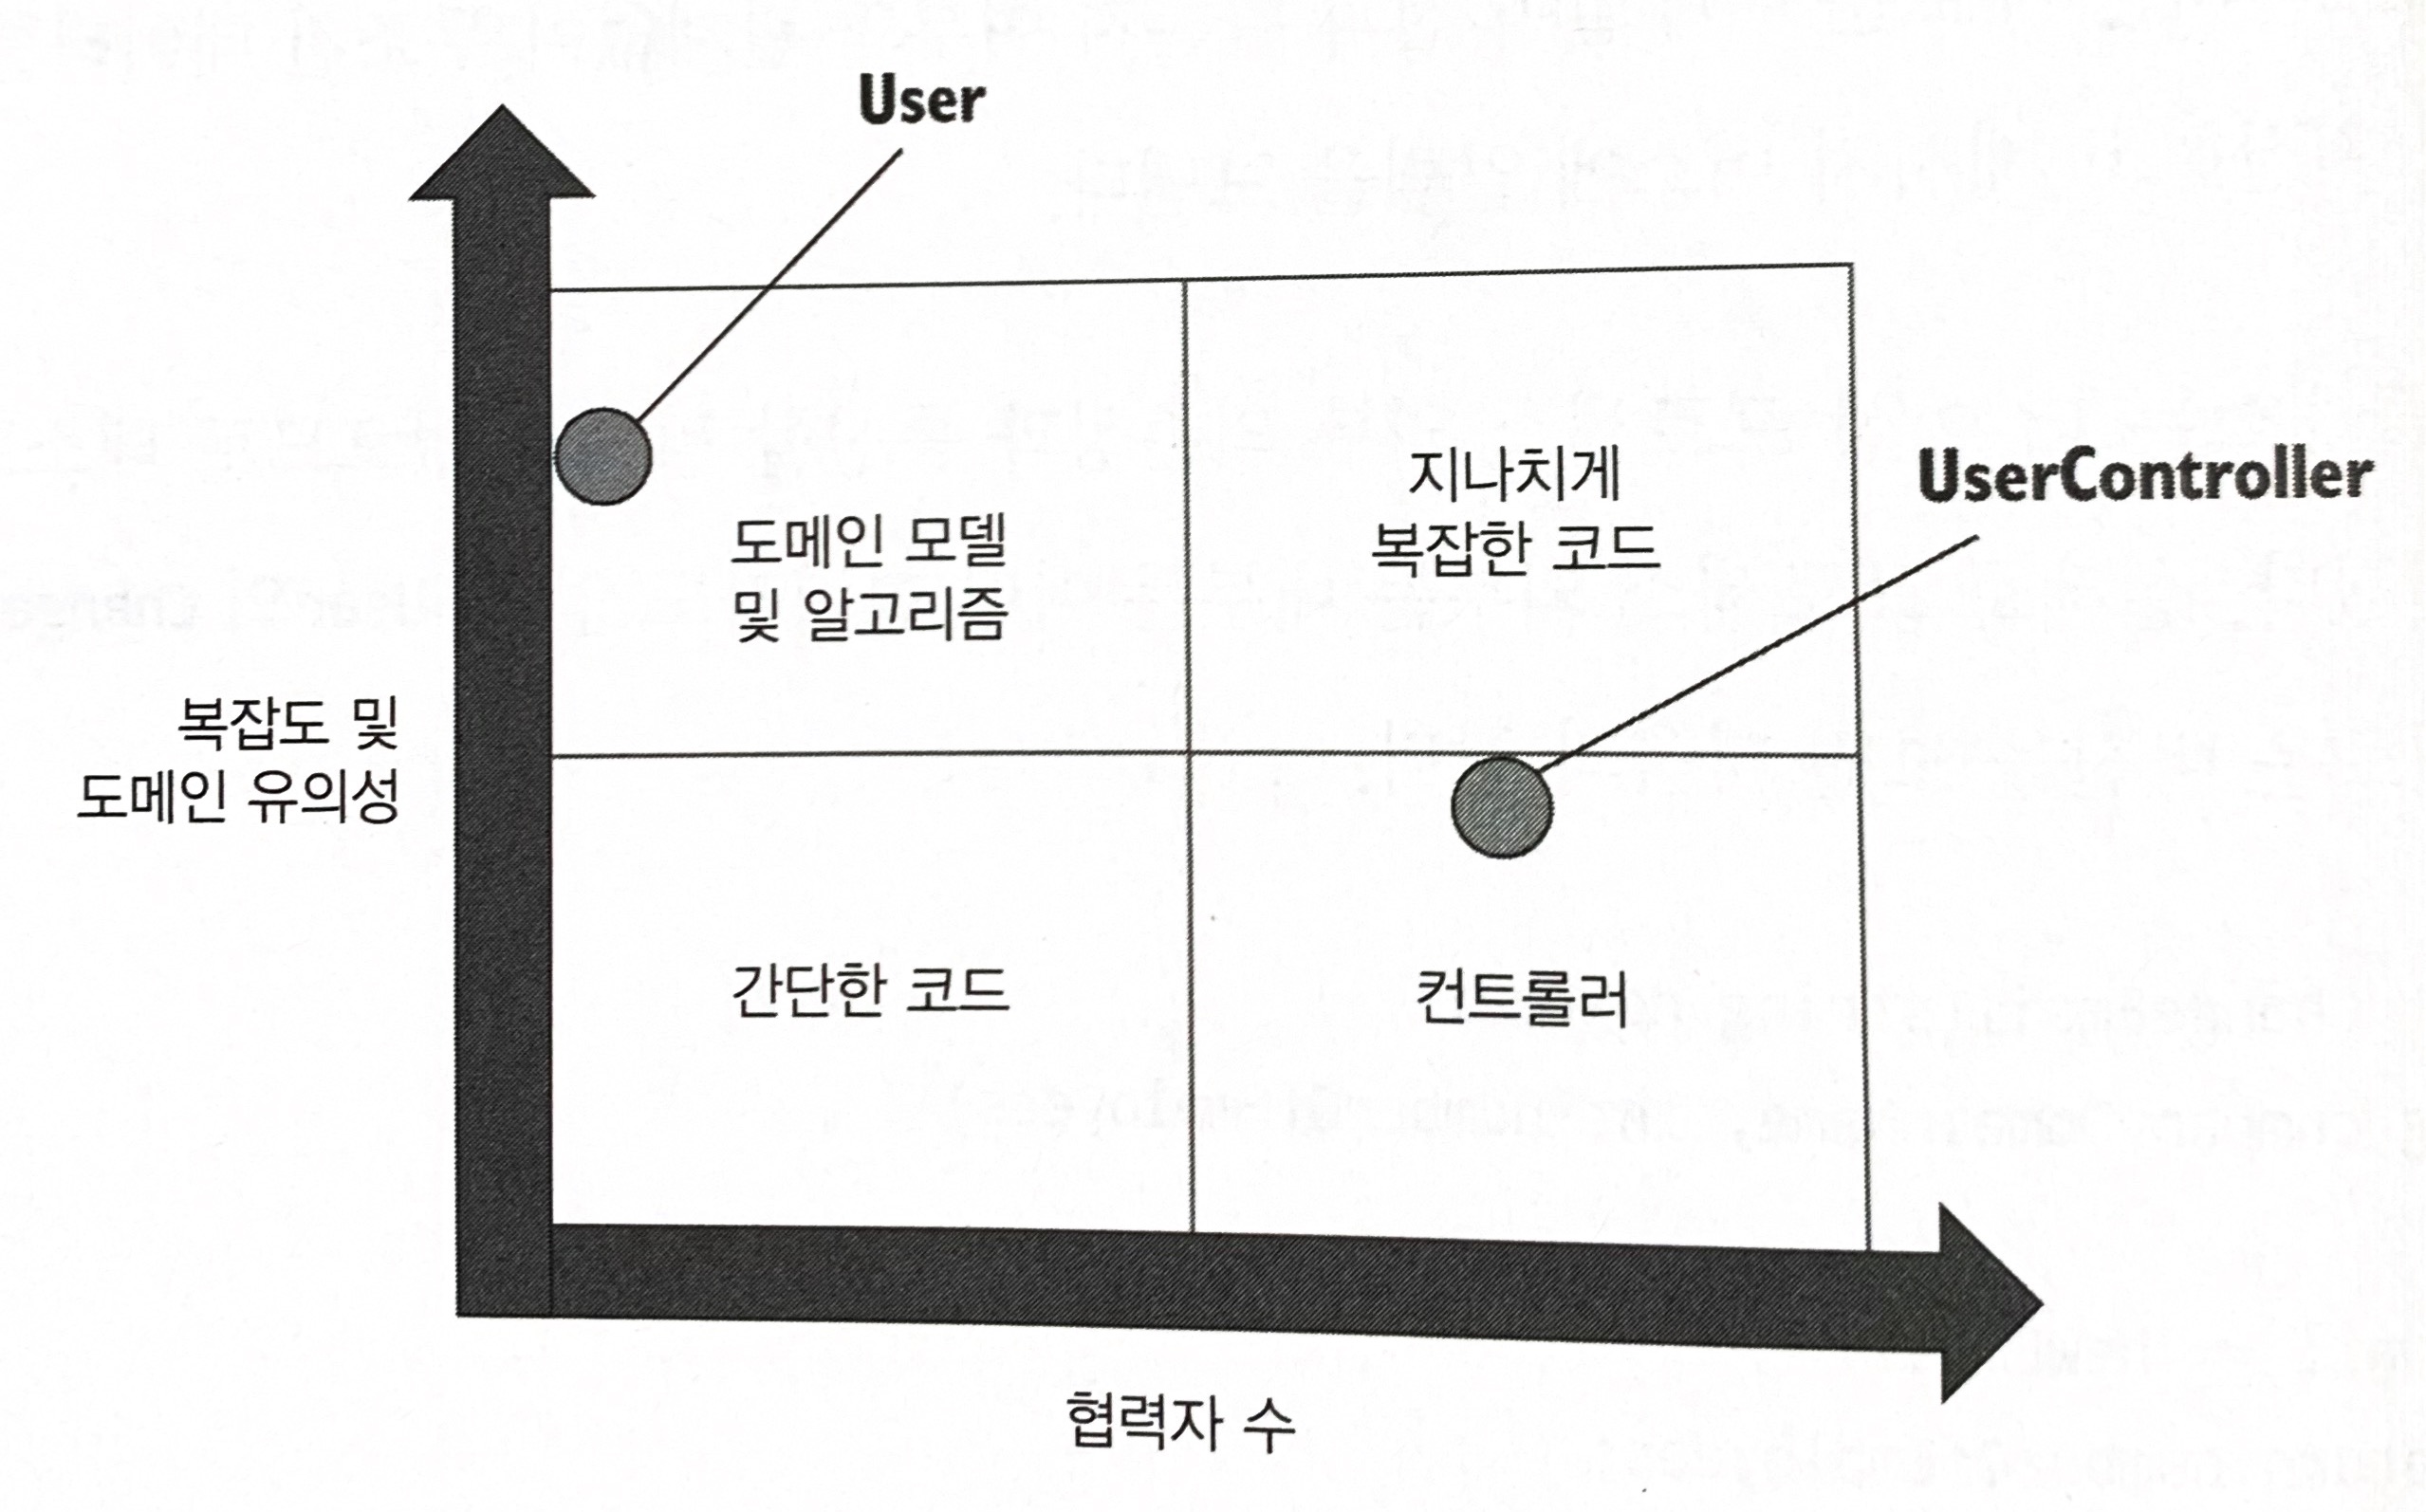 User
지나치게
복잡한 코드
UserController
도메인 모델
및 알고리즘
복잡도 및
도메인 유의성
간단한 코드
컨트롤러
협력자 수